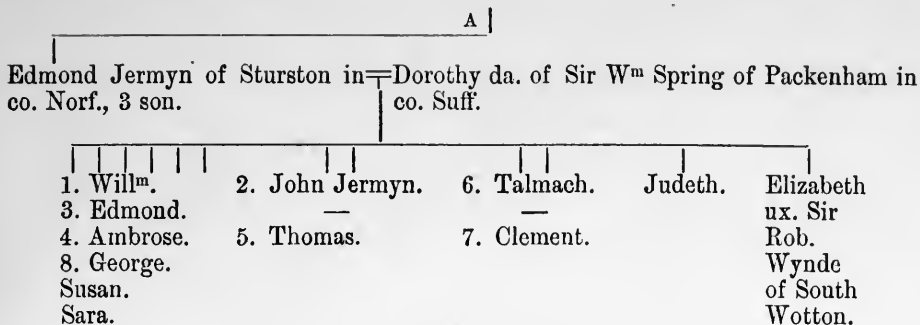 A
Edmond Jermyn of Sturston in=Dorothy da. of Sir Wᵐ Spring of Packenham in
co. Norf., 3 son. co. Suff.
1. Willᵐ. 2. John Jermyn. 6. Talmach. Judeth. Elizabeth
3. Edmond. — — ux. Sir
4. Ambrose. 5. Thomas. 7. Clement. Rob.
8. George. Wynde
Susan. of South
Sara. Wotton.